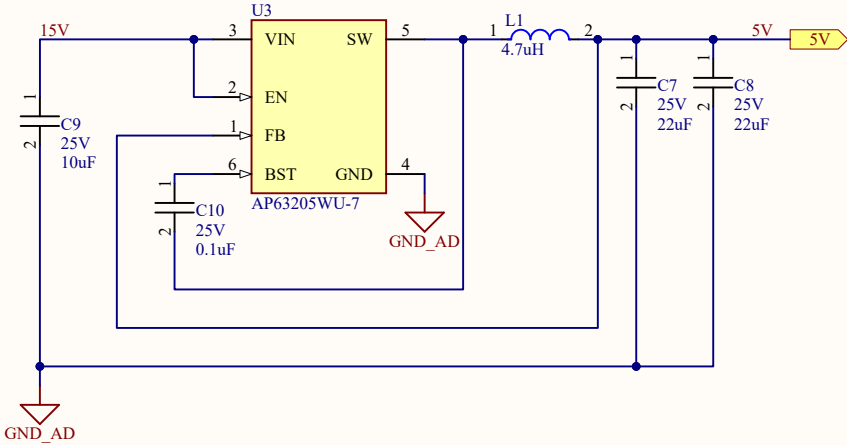 U3
L1
15V
3
VIN
SW
5
1
2
4.7uH
5V
5V
2
EN
1
FB
6
BST
GND
4
AP63205WU-7
GND_AD
1
2
C9
25V
10uF
1
2
C10
25V
0.1uF
1
2
C7
25V
22uF
1
2
C8
25V
22uF
GND_AD